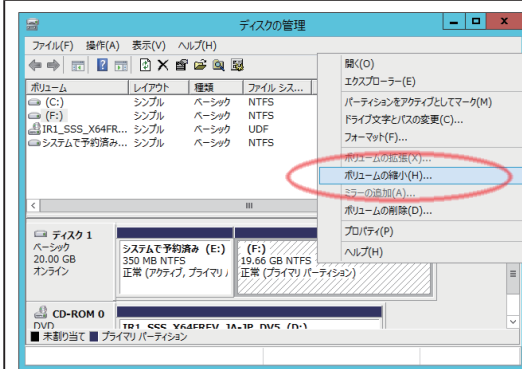 ディスクの管理
ファイル(F) 操作(A) 表示(V) ヘルプ(H)
ボリューム レイアウト 種類 ファイル シス...
(C:) シンプル ベーシック NTFS
(F:) シンプル ベーシック NTFS
IR1_SSS_X64FR... シンプル ベーシック UDF
システムで予約済み... シンプル ベーシック NTFS
開く(O)
エクスプローラー(E)
パーティションをアクティブとしてマーク(M)
ドライブ文字とパスの変更(C)...
フォーマット(F)...
ボリュームの拡張(X)...
ボリュームの縮小(H)...
ミラーの追加(A)...
ボリュームの削除(D)...
プロパティ(P)
ヘルプ(H)
ディスク 1
ベーシック
20.00 GB
オンライン
システムで予約済み (E:)
350 MB NTFS
正常 (アクティブ, プライマリ
(F:)
19.66 GB NTFS
正常 (プライマリ パーティション)
CD-ROM 0
DVD
IR1_SSS_X64FREV_JA-JP_DV5 (D:)
未割り当て プライマリ パーティション